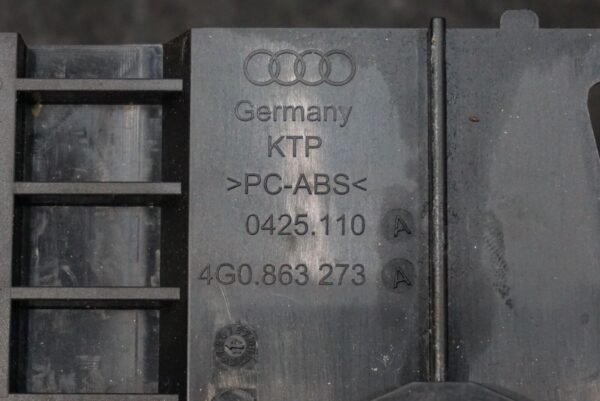 Germany
KTP
>PC-ABS<
0425.110 A
4G0.863 273 A